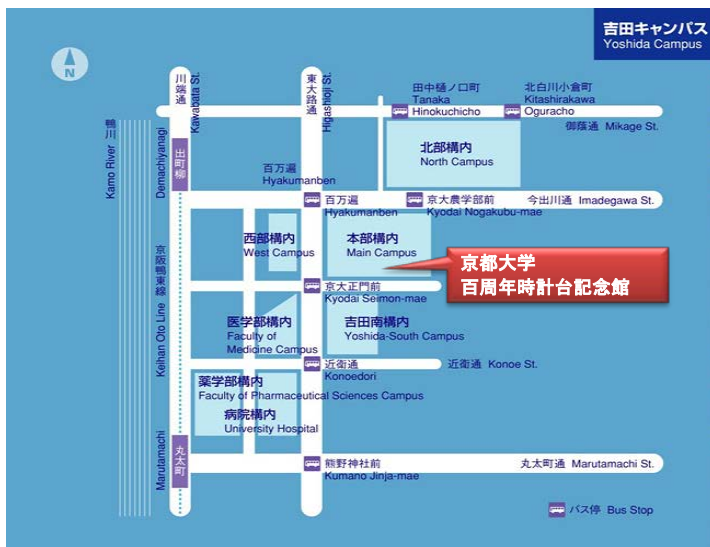 吉田キャンパス
Yoshida Campus
N
川端通
Kawabata St.
東大路通
Higashioji St.
田中樋ノ口町
Tanaka
Hinokuchicho
北白川小倉町
Kitashirakawa
Oguracho
御蔭通 Mikage St.
鴨川
Kamo River
出町柳
Demachiyanagi
北部構内
North Campus
百万遍
Hyakumanben
百万遍
Hyakumanben
京大農学部前
Kyodai Nogakubu-mae
今出川通 Imadegawa St.
西部構内
West Campus
本部構内
Main Campus
京都大学
百周年時計台記念館
京阪鴨東線
Keihan Oto Line
京大正門前
Kyodai Seimon-mae
医学部構内
Faculty of
Medicine Campus
吉田南構内
Yoshida-South Campus
近衛通
Konoedori
近衛通 Konoe St.
薬学部構内
Faculty of Pharmaceutical Sciences Campus
病院構内
University Hospital
丸太町
Marutamachi
熊野神社前
Kumano Jinja-mae
丸太町通 Marutamachi St.
バス停 Bus Stop